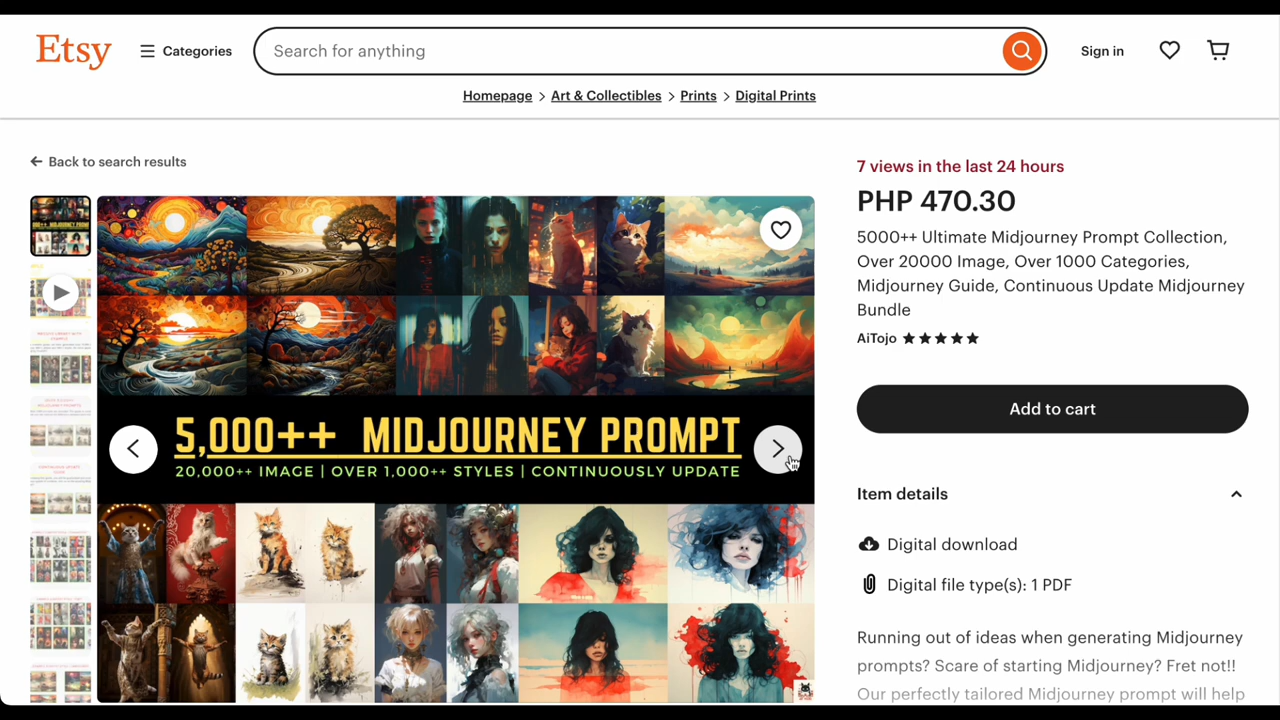 Etsy
Categories
Search for anything
Sign in
Homepage > Art & Collectibles > Prints > Digital Prints
Back to search results
7 views in the last 24 hours
PHP 470.30
5000++ Ultimate Midjourney Prompt Collection,
Over 20000 Image, Over 1000 Categories,
Midjourney Guide, Continuous Update Midjourney
Bundle
AiTojo
5,000++ MIDJOURNEY PROMPT
20,000++ IMAGE | OVER 1,000++ STYLES | CONTINUOUSLY UPDATE
Add to cart
Item details
Digital download
Digital file type(s): 1 PDF
Running out of ideas when generating Midjourney
prompts? Scare of starting Midjourney? Fret not!!
Our perfectly tailored Midjourney prompt will help